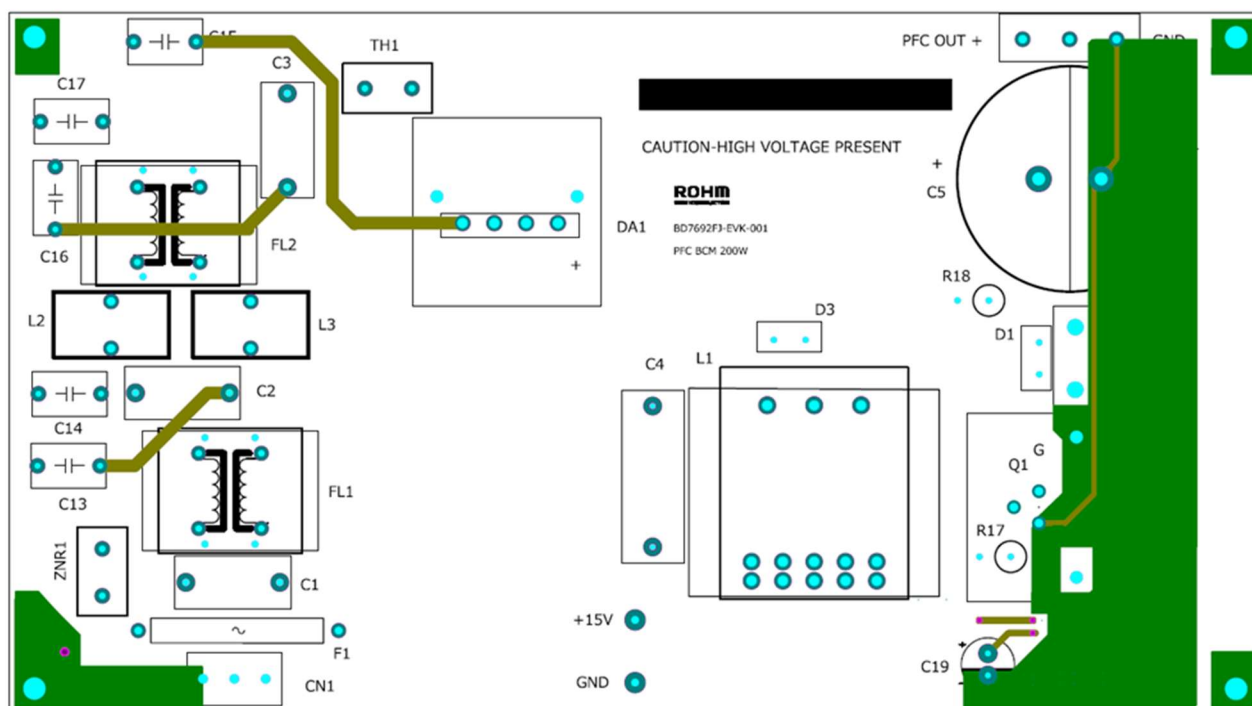 C15
PFC OUT +
GND
TH1
C3
C17
CAUTION-HIGH VOLTAGE PRESENT
+
C5
ROHM
SEMICONDUCTOR
DA1
BD7692FJ-EVK-001
PFC BCM 200W
C16
FL2
+
R18
L2
L3
D3
D1
C4
L1
C2
C14
G
Q1
C13
FL1
R17
ZNR1
C1
+15V
F1
+
C19
-
CN1
GND